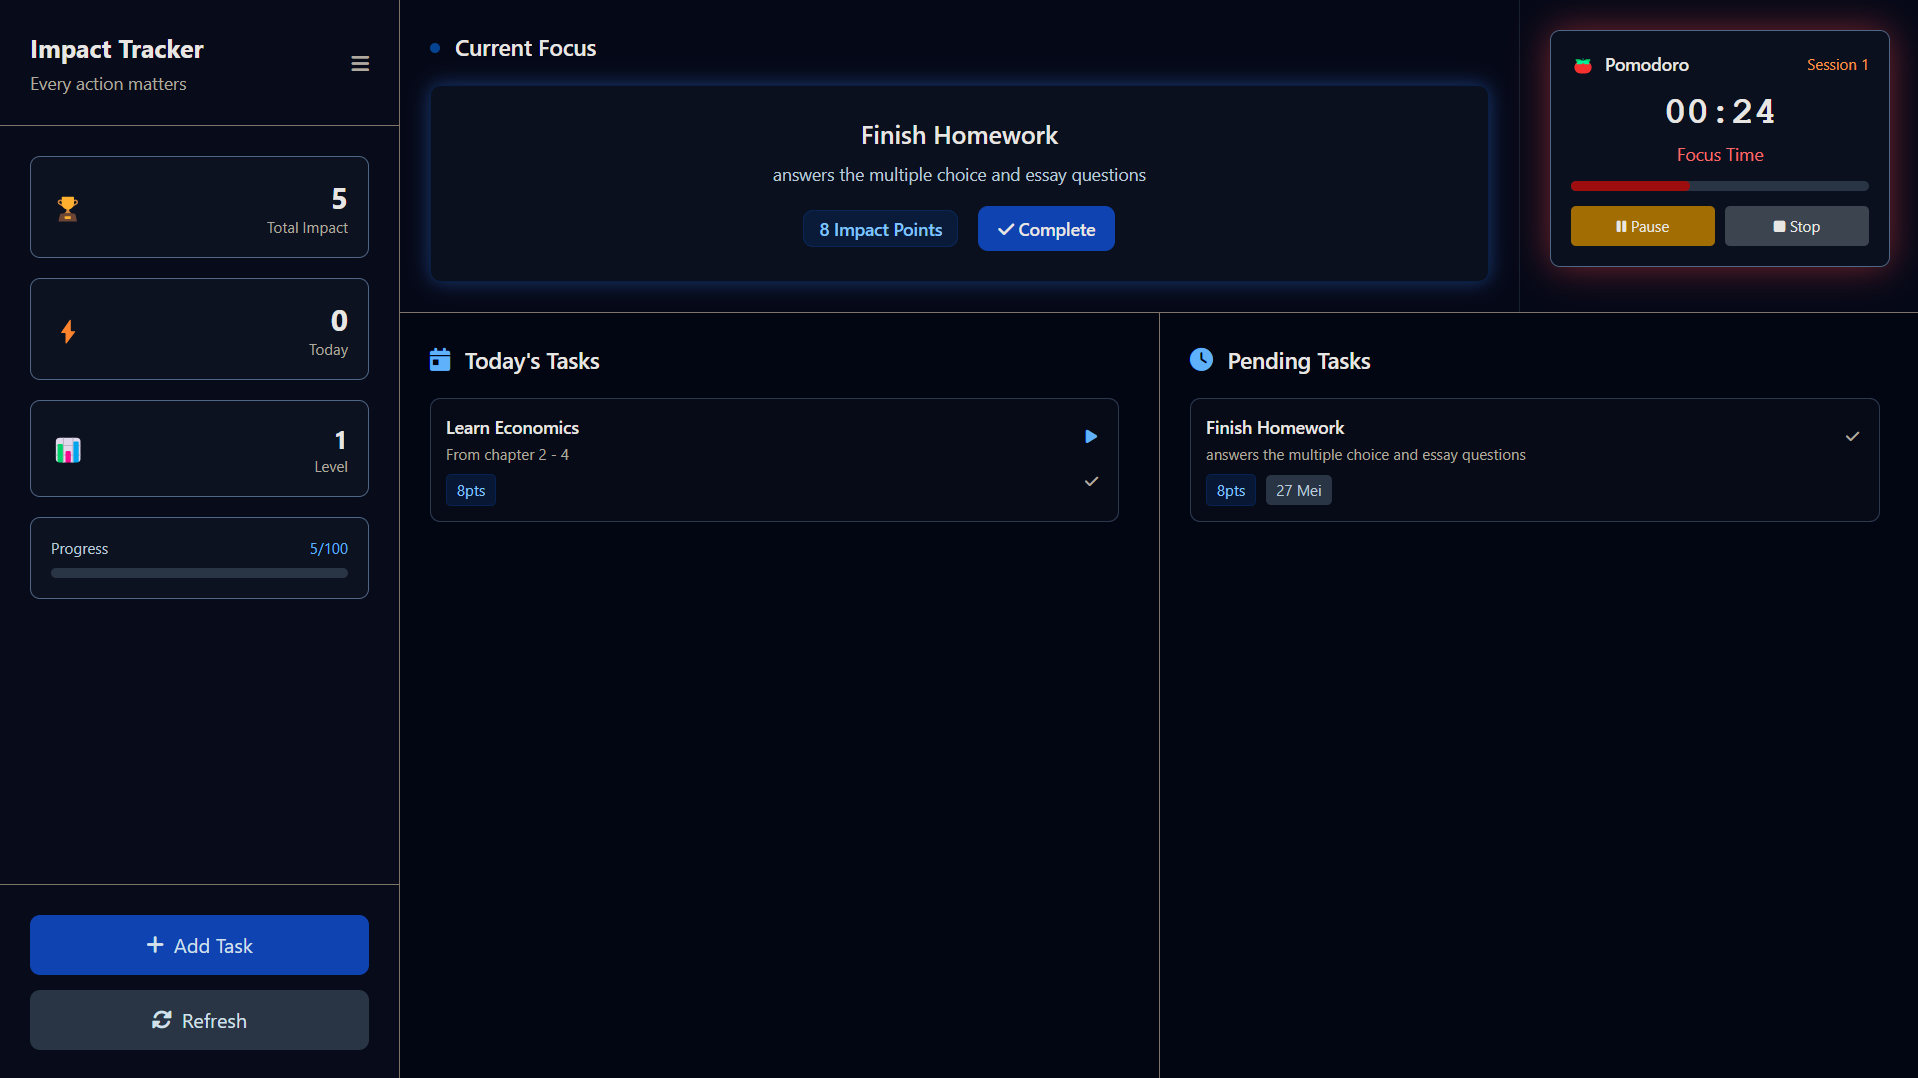 Impact Tracker
Every action matters
5
Total Impact
0
Today
1
Level
Progress 5/100
Add Task
Refresh
Current Focus
Finish Homework
answers the multiple choice and essay questions
8 Impact Points Complete
Pomodoro Session 1
00:24
Focus Time
Pause Stop
Today's Tasks
Learn Economics
From chapter 2 - 4
8pts
Pending Tasks
Finish Homework
answers the multiple choice and essay questions
8pts 27 Mei